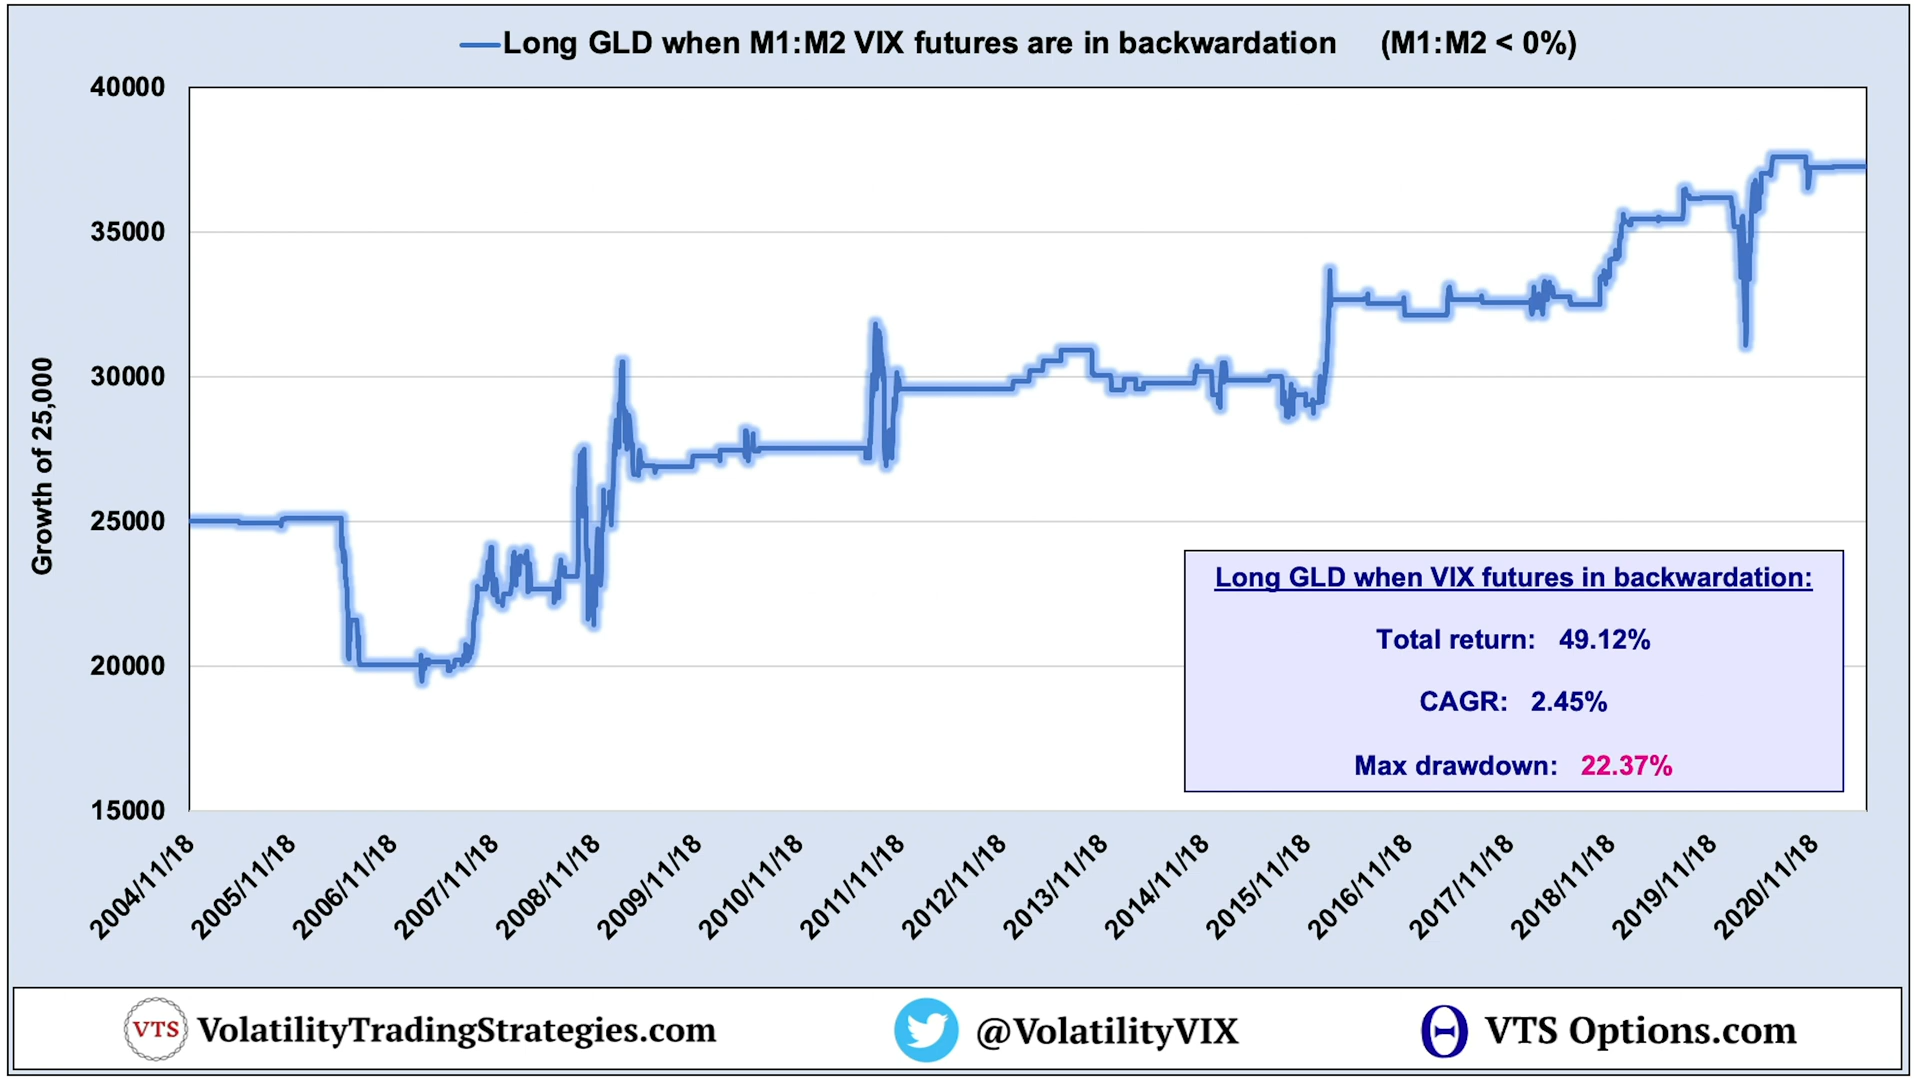 Long GLD when M1:M2 VIX futures are in backwardation (M1:M2 < 0%)
40000
35000
30000
25000
20000
15000
Growth of 25,000
Long GLD when VIX futures in backwardation:
Total return: 49.12%
CAGR: 2.45%
Max drawdown: 22.37%
2004/11/18
2005/11/18
2006/11/18
2007/11/18
2008/11/18
2009/11/18
2010/11/18
2011/11/18
2012/11/18
2013/11/18
2014/11/18
2015/11/18
2016/11/18
2017/11/18
2018/11/18
2019/11/18
2020/11/18
VTS VolatilityTradingStrategies.com
@VolatilityVIX
VTS Options.com